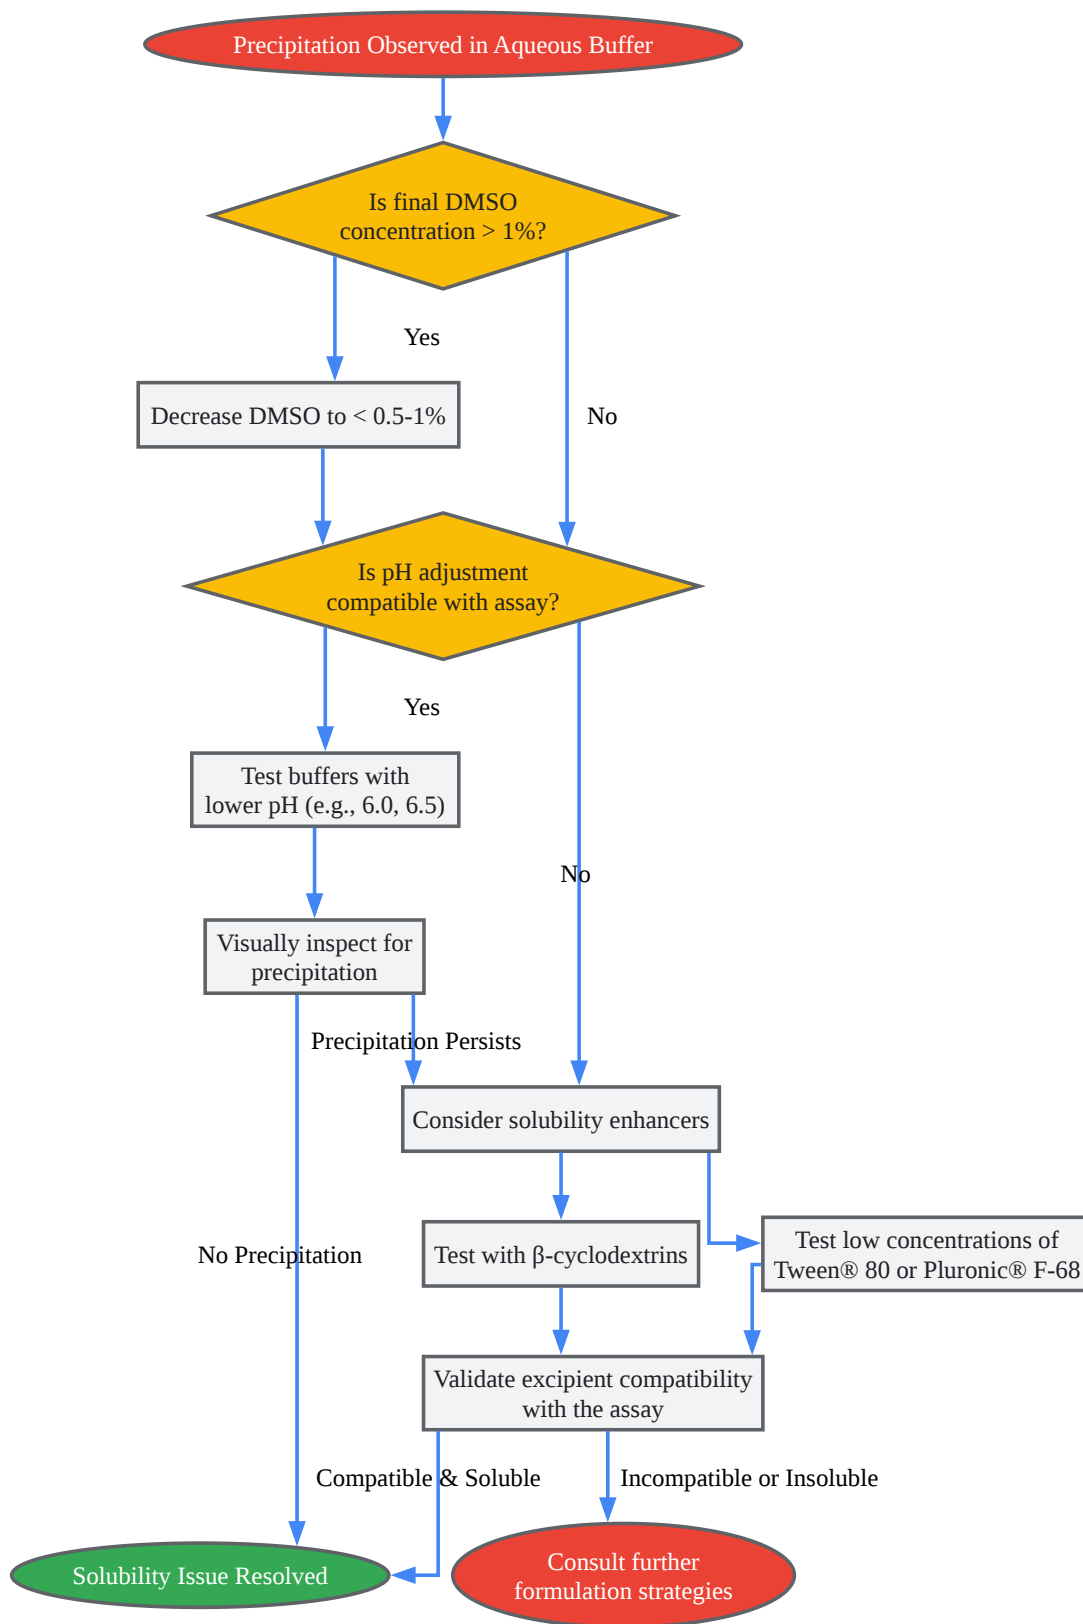 Precipitation Observed in Aqueous Buffer
Is final DMSO
concentration > 1%?
Yes
Decrease DMSO to < 0.5-1%
No
Is pH adjustment
compatible with assay?
Yes
Test buffers with
lower pH (e.g., 6.0, 6.5)
No
Visually inspect for
precipitation
Precipitation Persists
Consider solubility enhancers
No Precipitation
Test with β-cyclodextrins
Test low concentrations of
Tween® 80 or Pluronic® F-68
Validate excipient compatibility
with the assay
Compatible & Soluble
Incompatible or Insoluble
Solubility Issue Resolved
Consult further
formulation strategies